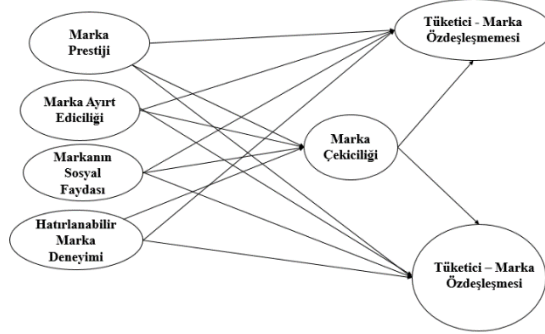 Marka
Prestiji
Marka Ayırt
Ediciliği
Markanın
Sosyal
Faydası
Hatırlanabilir
Marka
Deneyimi
Marka
Çekiciliği
Tüketici - Marka
Özdeşleşmemesi
Tüketici – Marka
Özdeşleşmesi